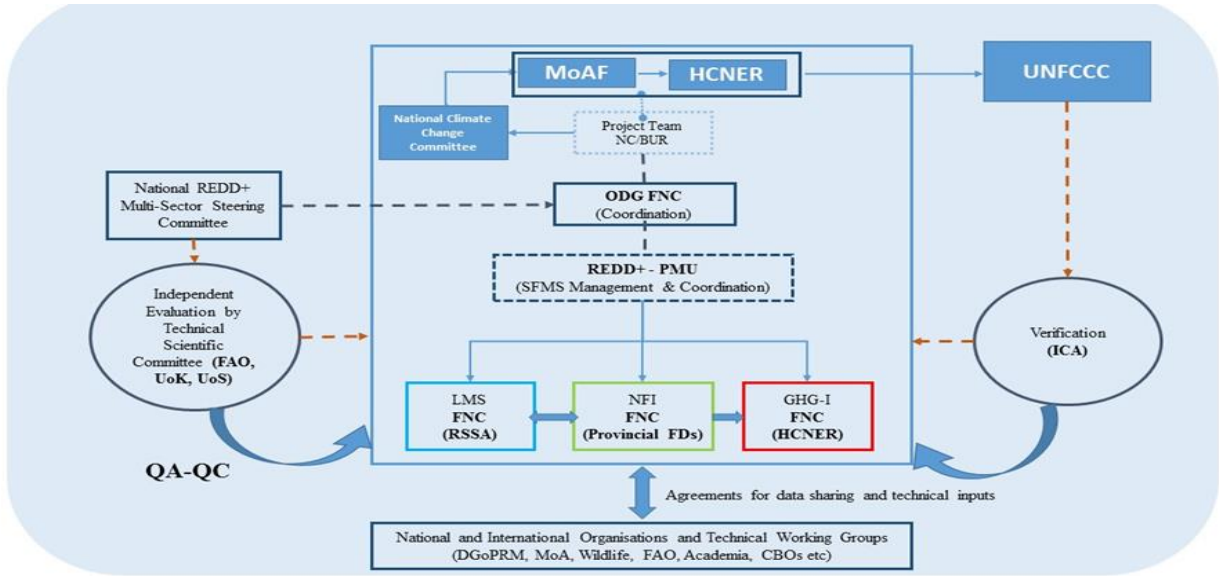 MoAF
HCNER
UNFCCC
National Climate
Change
Committee
Project Team
NC/BUR
National REDD+
Multi-Sector Steering
Committee
ODG FNC
(Coordination)
REDD+ - PMU
(SFMS Management & Coordination)
Independent
Evaluation by
Technical
Scientific
Committee (FAO,
UoK, UoS)
Verification
(ICA)
LMS
FNC
(RSSA)
NFI
FNC
(Provincial FDs)
GHG-I
FNC
(HCNER)
QA-QC
Agreements for data sharing and technical inputs
National and International Organisations and Technical Working Groups
(DGoPRM, MoA, Wildlife, FAO, Academia, CBOs etc)